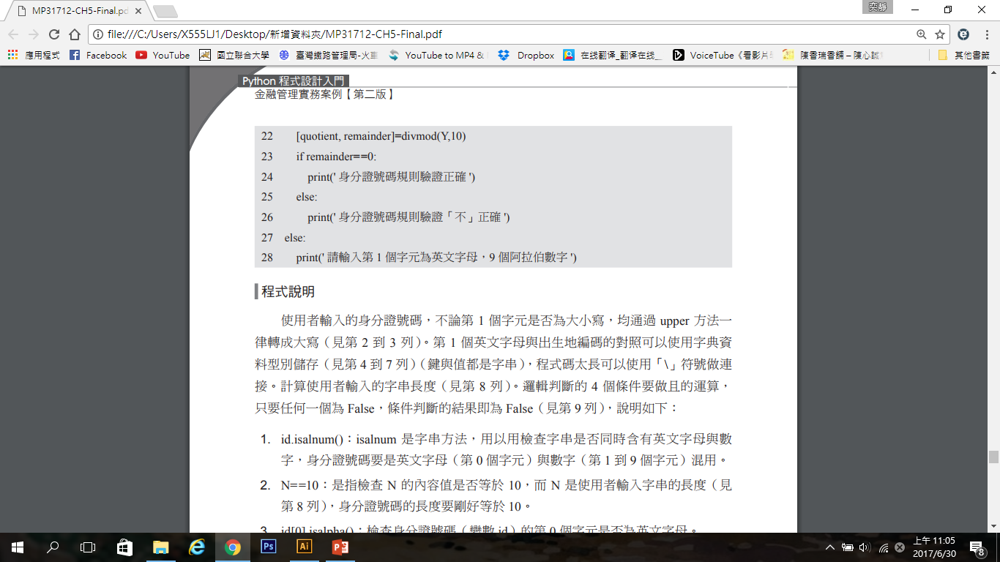 MP31712-CH5-Final.pd
奕靜
file:///C:/Users/X555LJ1/Desktop/新增資料夾/MP31712-CH5-Final.pdf
應用程式 Facebook YouTube 國立聯合大學 臺灣鐵路管理局-火車 YouTube to MP4 & Dropbox 在线翻译_翻译在线_ VoiceTube《看影片 陳香瑞香鋪 – 陳心誠 其他書籤
Python 程式設計入門
金融管理實務案例【第二版】
22 [quotient, remainder]=divmod(Y,10)
23 if remainder==0:
24 print(' 身分證號碼規則驗證正確 ')
25 else:
26 print(' 身分證號碼規則驗證「不」正確 ')
27 else:
28 print(' 請輸入第 1 個字元為英文字母，9 個阿拉伯數字 ')
程式說明
使用者輸入的身分證號碼，不論第 1 個字元是否為大小寫，均通過 upper 方法一
律轉成大寫（見第 2 到 3 列）。第 1 個英文字母與出生地編碼的對照可以使用字典資
料型別儲存（見第 4 到 7 列）（鍵與值都是字串），程式碼太長可以使用「\」符號做連
接。計算使用者輸入的字串長度（見第 8 列）。邏輯判斷的 4 個條件要做且的運算，
只要任何一個為 False，條件判斷的結果即為 False（見第 9 列），說明如下：
1. id.isalnum()：isalnum 是字串方法，用以用檢查字串是否同時含有英文字母與數
字，身分證號碼要是英文字母（第 0 個字元）與數字（第 1 到 9 個字元）混用。
2. N==10：是指檢查 N 的內容值是否等於 10，而 N 是使用者輸入字串的長度（見
第 8 列），身分證號碼的長度要剛好等於 10。
3. id[0].isalpha()：檢查身分證號碼（變數 id）的第 0 個字元是否為英文字母。
上午 11:05
2017/6/30
8